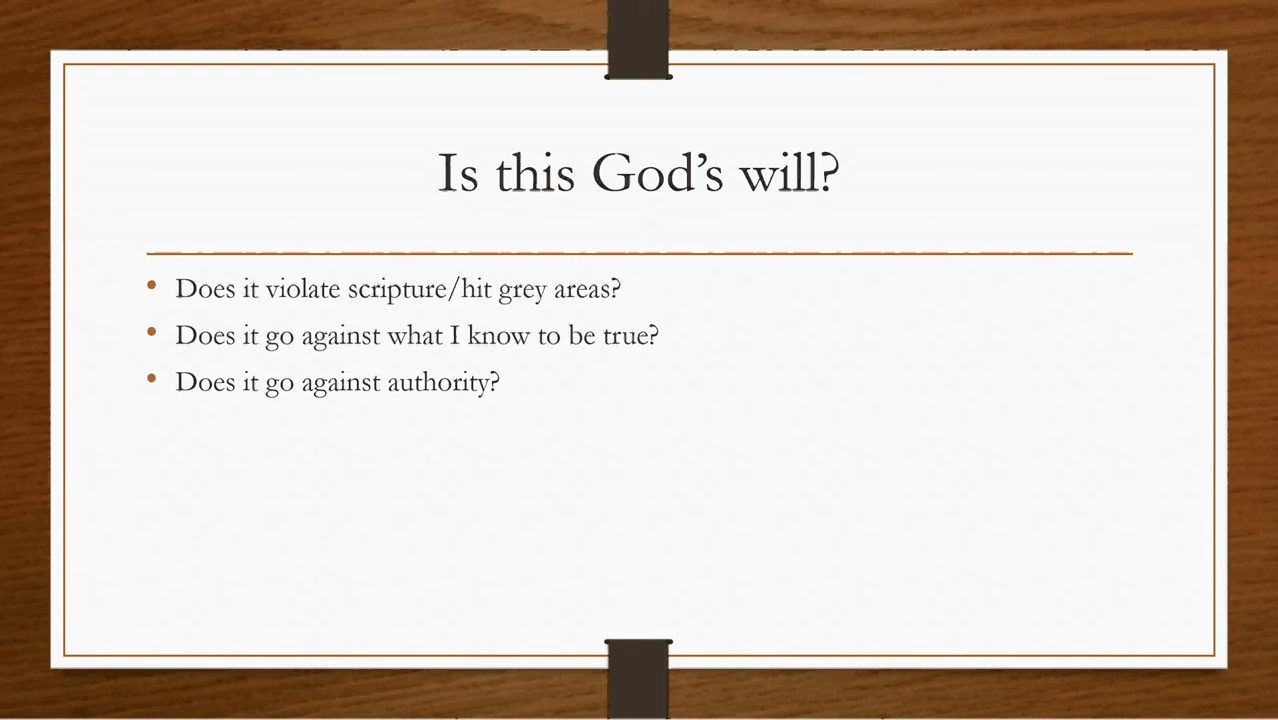 Is this God’s will?
• Does it violate scripture/hit grey areas?
• Does it go against what I know to be true?
• Does it go against authority?